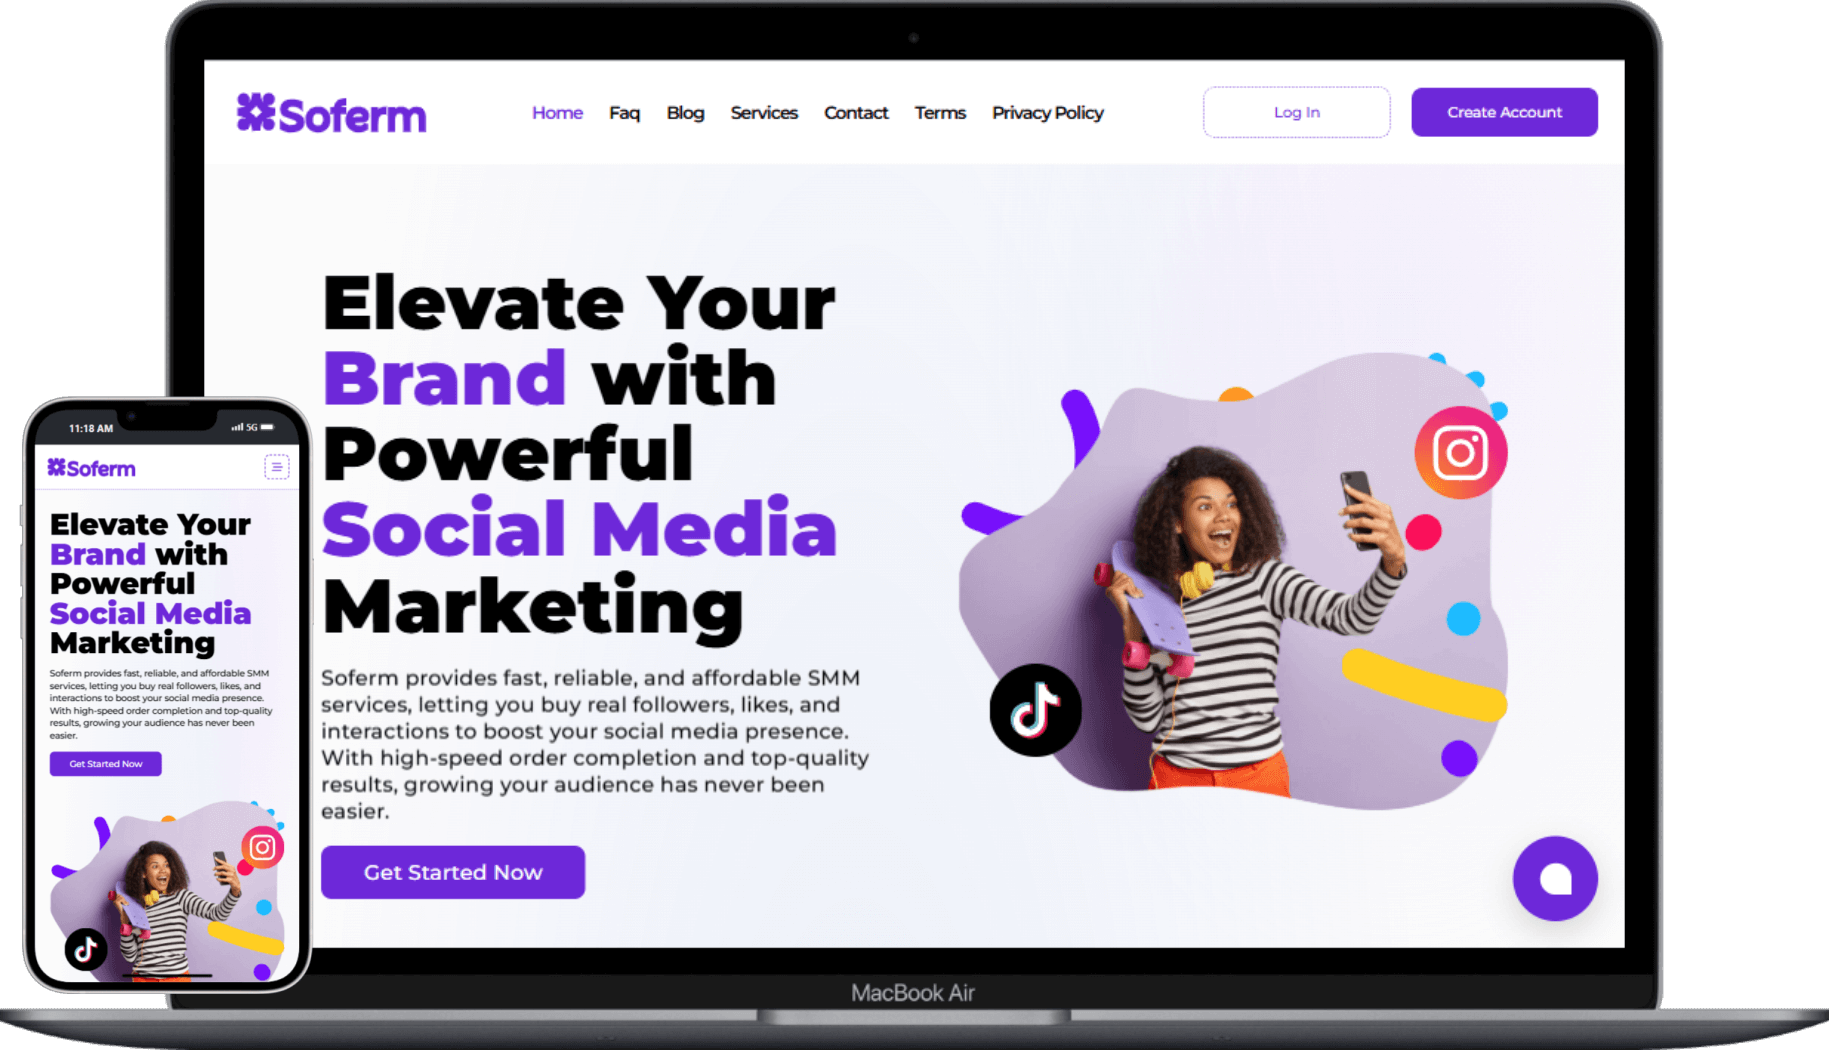 Soferm
Home Faq Blog Services Contact Terms Privacy Policy
Log In
Create Account
Elevate Your
Brand with
Powerful
Social Media
Marketing
Soferm provides fast, reliable, and affordable SMM
services, letting you buy real followers, likes, and
interactions to boost your social media presence.
With high-speed order completion and top-quality
results, growing your audience has never been
easier.
Get Started Now
MacBook Air
11:18 AM
5G
Soferm
Elevate Your
Brand with
Powerful
Social Media
Marketing
Soferm provides fast, reliable, and affordable SMM
services, letting you buy real followers, likes, and
interactions to boost your social media presence.
With high-speed order completion and top-quality
results, growing your audience has never been
easier.
Get Started Now